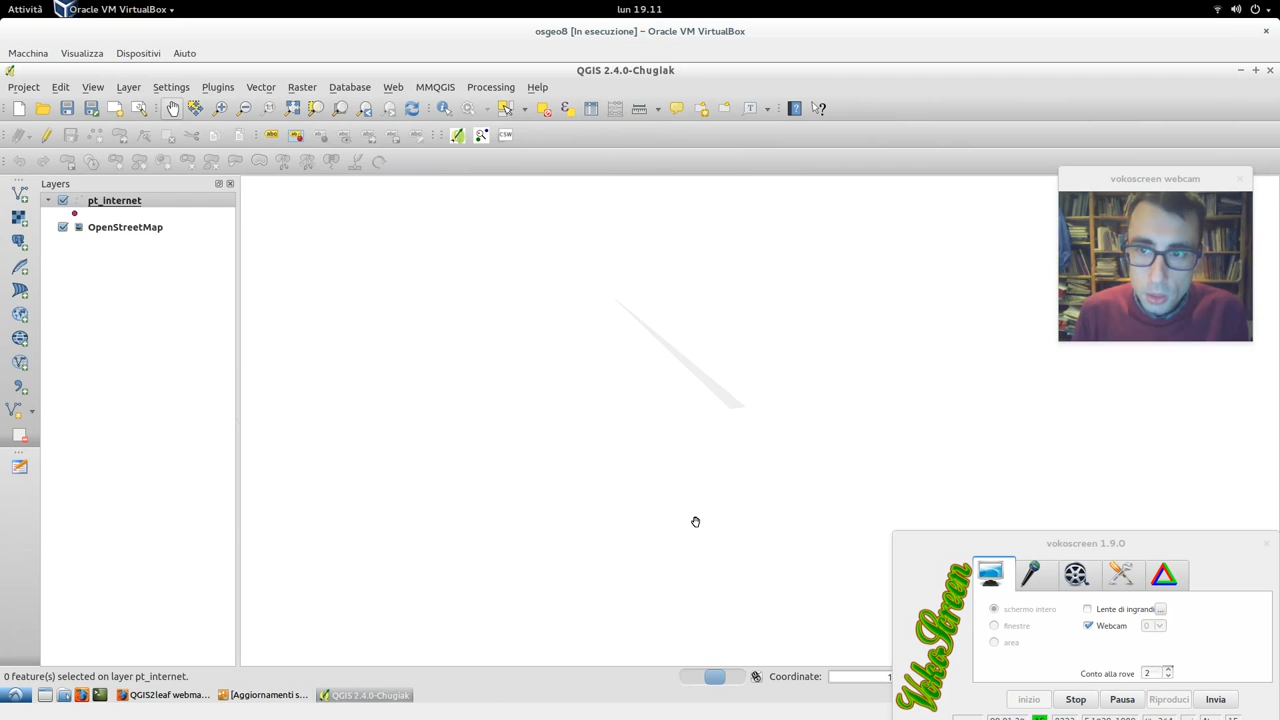 Attività
Oracle VM VirtualBox
lun 19.11
osgeo8 [In esecuzione] – Oracle VM VirtualBox
Macchina Visualizza Dispositivi Aiuto
QGIS 2.4.0-Chugiak
Project Edit View Layer Settings Plugins Vector Raster Database Web MMQGIS Processing Help
CSW
Layers
pt_internet
OpenStreetMap
vokoscreen webcam
vokoscreen 1.9.0
VokoScreen
schermo intero
Lente di ingrandi...
finestre
Webcam
0
area
Conto alla rove 2
inizio Stop Pausa Riproduci Invia
0 feature(s) selected on layer pt_internet.
Coordinate:
QGIS2leaf webma...
[Aggiornamenti s...
QGIS 2.4.0-Chugiak